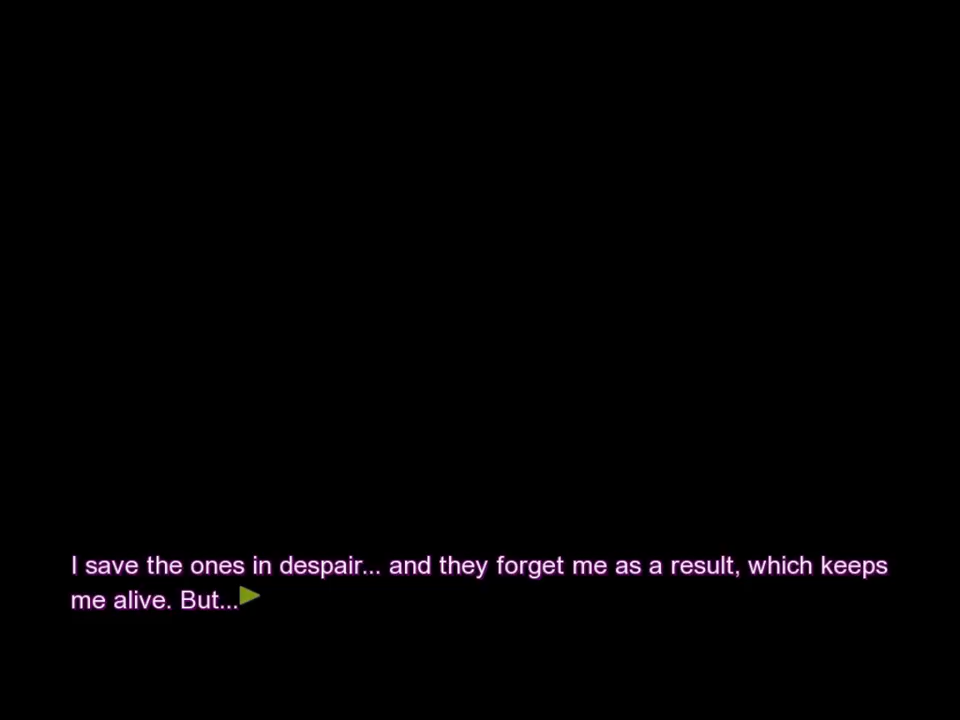 I save the ones in despair... and they forget me as a result, which keeps
me alive. But...